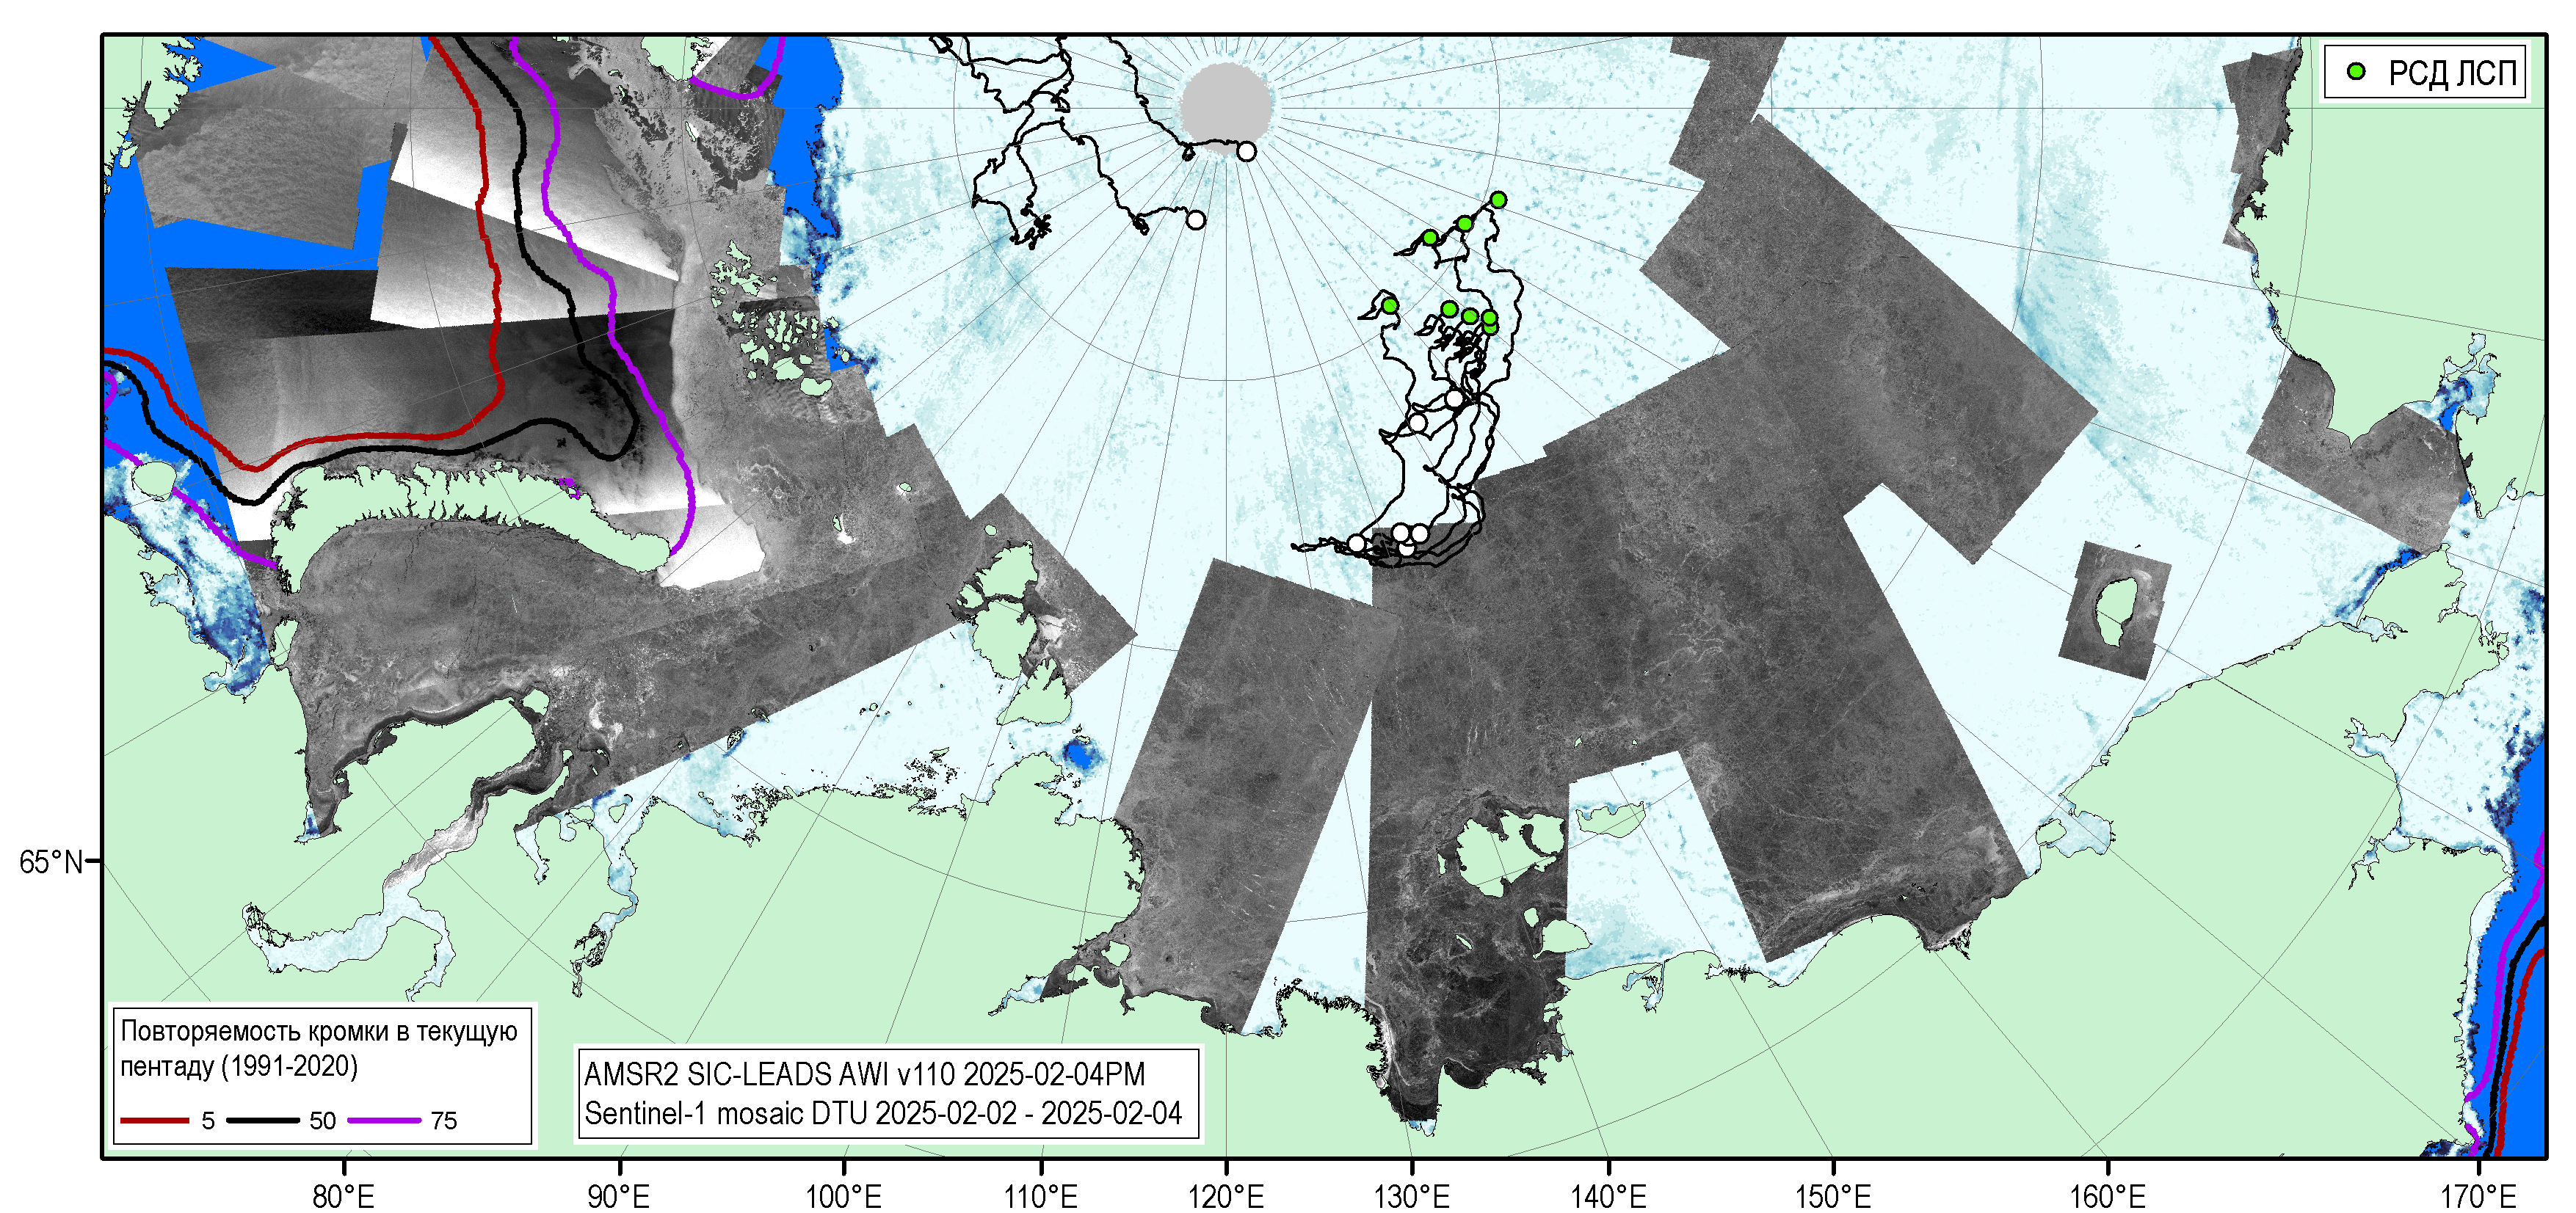 РСД ЛСП
65°N
Повторяемость кромки в текущую
пентаду (1991-2020)
5 50 75
AMSR2 SIC-LEADS AWI v110 2025-02-04PM
Sentinel-1 mosaic DTU 2025-02-02 - 2025-02-04
80°E 90°E 100°E 110°E 120°E 130°E 140°E 150°E 160°E 170°E